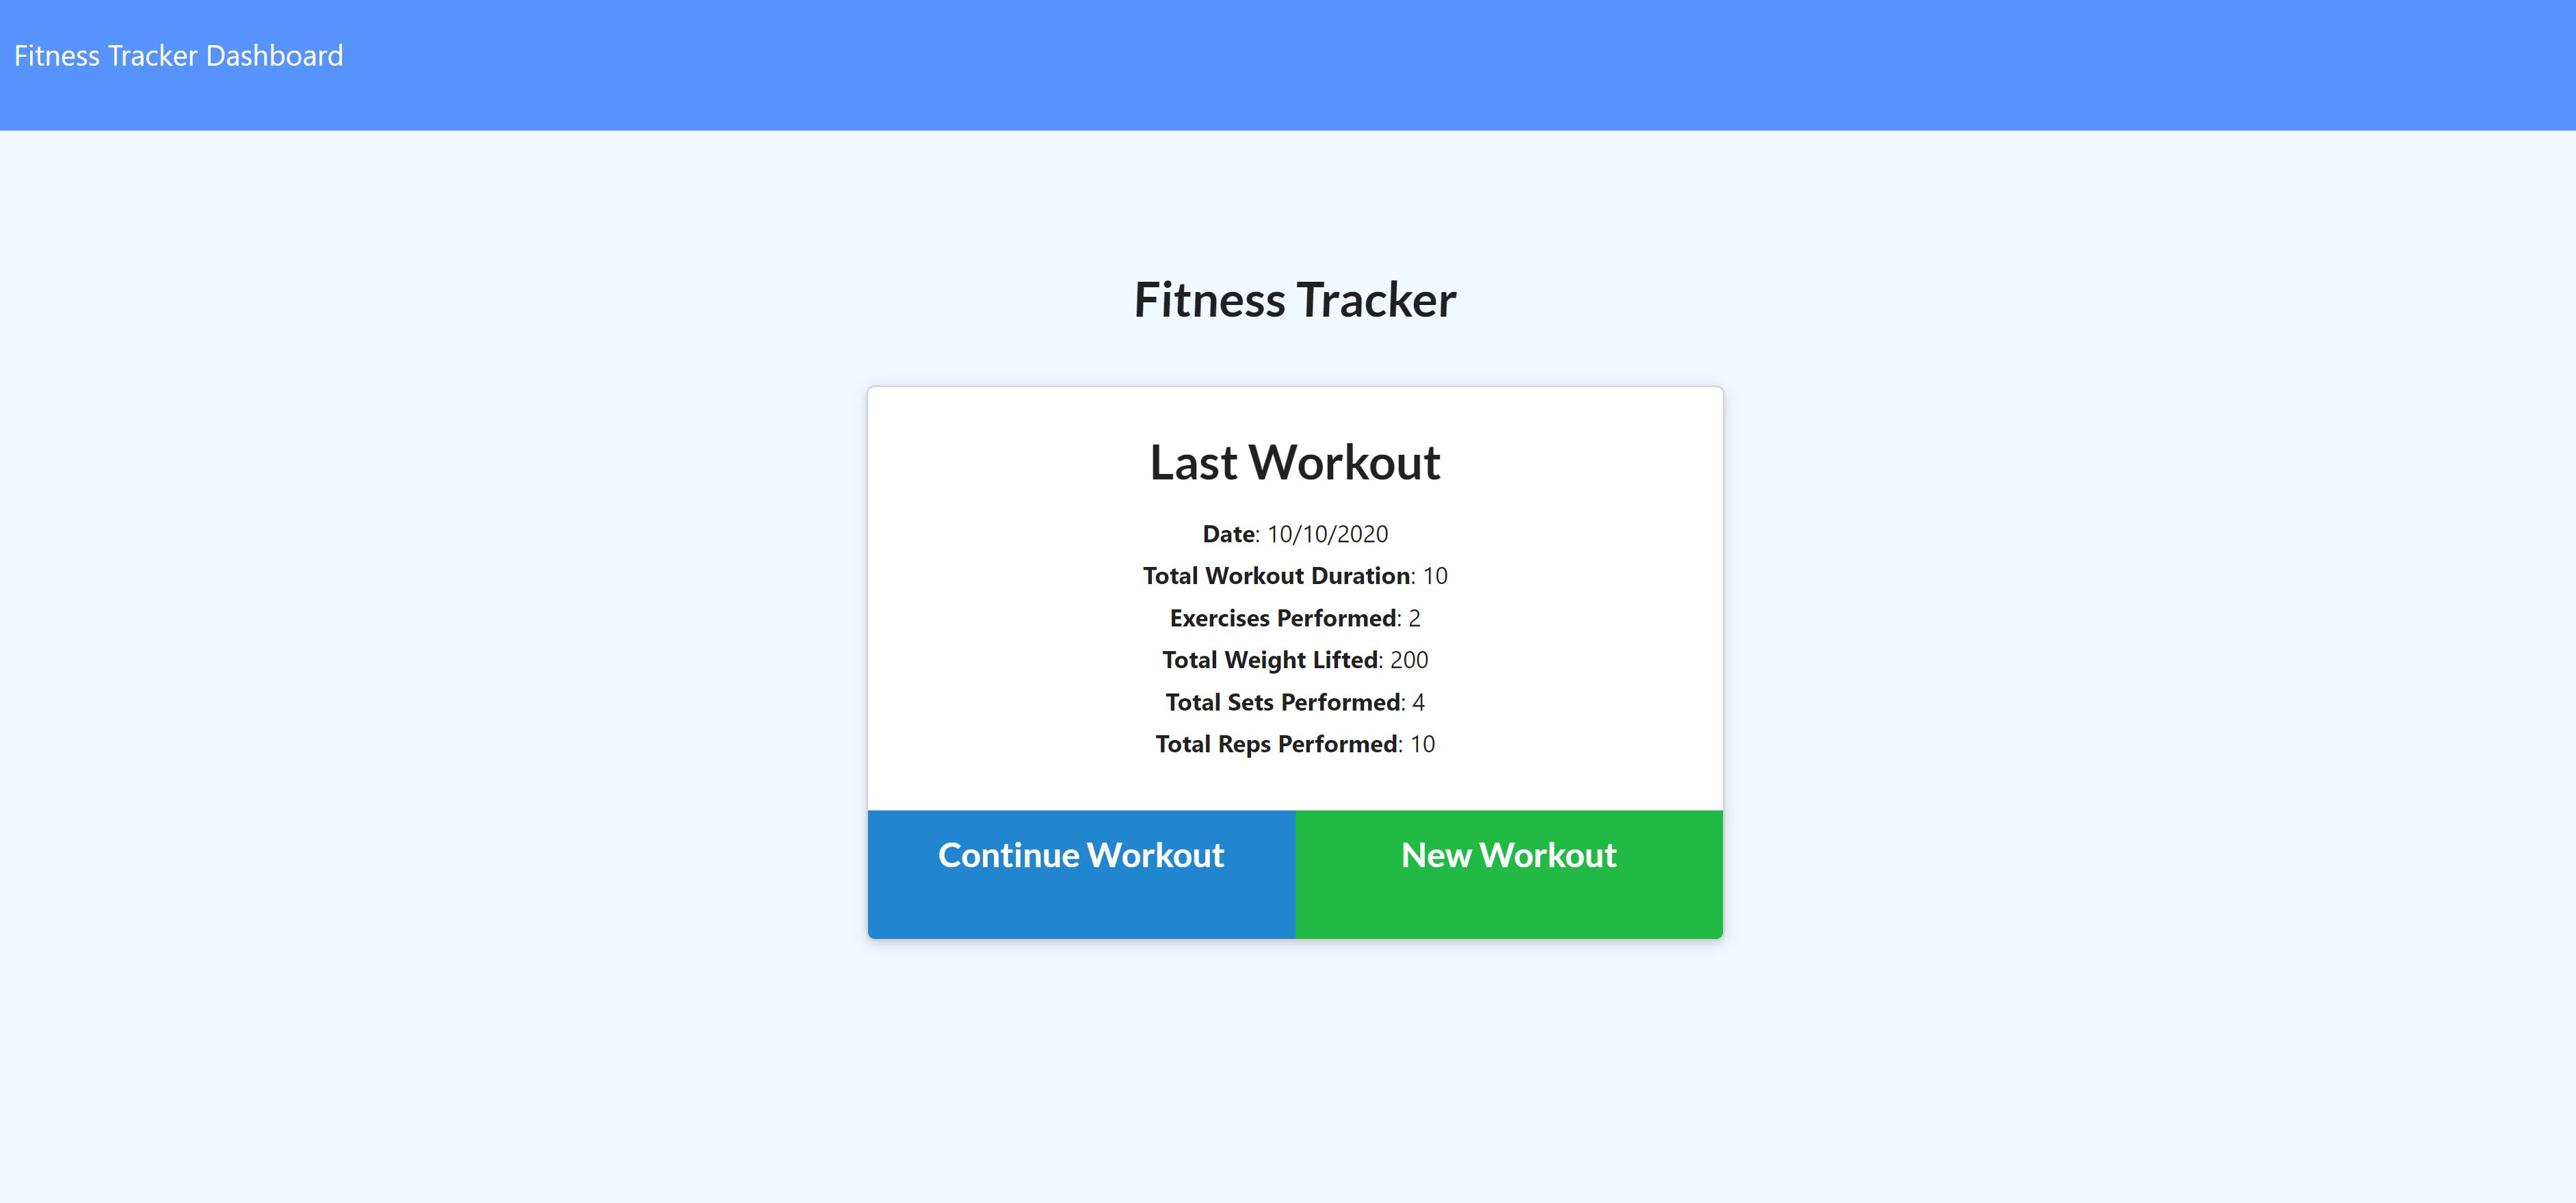 Fitness Tracker Dashboard
Fitness Tracker
Last Workout
Date: 10/10/2020
Total Workout Duration: 10
Exercises Performed: 2
Total Weight Lifted: 200
Total Sets Performed: 4
Total Reps Performed: 10
Continue Workout
New Workout